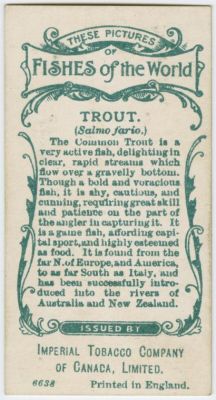 THESE PICTURES
OF
FISHES of the World
TROUT.
(Salmo fario.)
The Common Trout is a
very active fish, delighting in
clear, rapid streams which
flow over a gravelly bottom.
Though a bold and voracious
fish, it is shy, cautious, and
cunning, requiring great skill
and patience on the part of
the angler in capturing it. It
is a game fish, affording capi-
tal sport, and highly esteemed
as food. It is found from the
far N. of Europe, and America,
to as far South as Italy, and
has been successfully intro-
duced into the rivers of
Australia and New Zealand.
ISSUED BY
IMPERIAL TOBACCO COMPANY
OF CANADA, LIMITED.
6638 Printed in England.